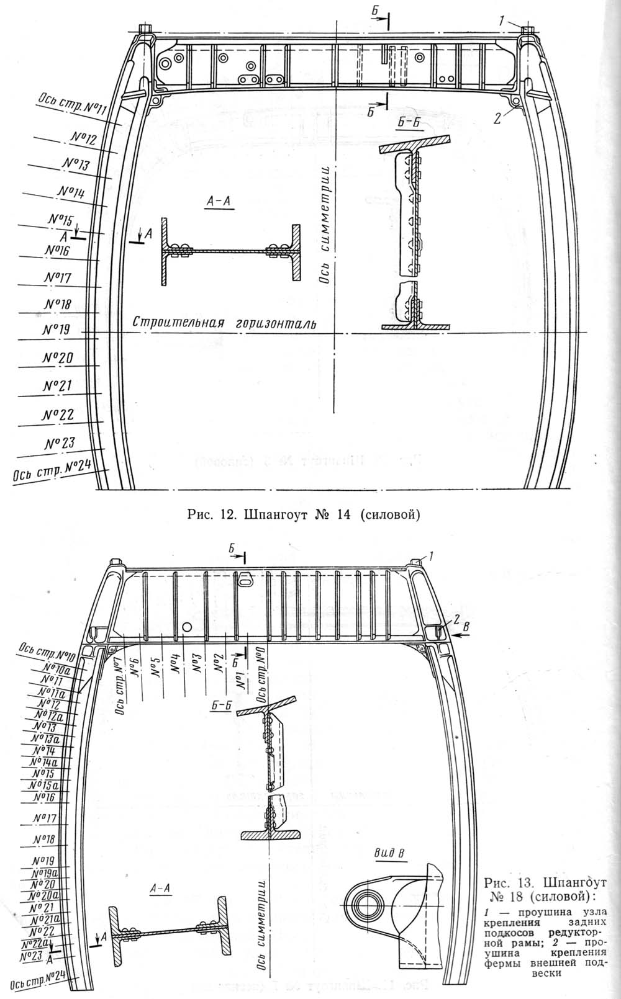 Б
1
Ось стр. №11
№12
№13
№14
№15
А
А
№16
№17
№18
№19
№20
№21
№22
№23
Ось стр. №24
Б
2
Б-Б
А-А
Ось симметрии
Строительная горизонталь
Рис. 12. Шпангоут № 14 (силовой)
Б
1
2
В
Ось стр. №10
№10а
№11
№11а
№12
№12а
№13
№13а
№14
№14а
№15
№15а
№16
№17
№18
№19
№19а
№20
№20а
№21
№21а
№22
№22а
№23
Ось стр. №24
А
А
Ось стр. №7
№6
№5
№4
№3
№2
Б
№1
Ось стр. №0
Б-Б
А-А
Ось симметрии
Вид В
Рис. 13. Шпангоут
№ 18 (силовой):
1 — проушина узла
крепления задних
подкосов редуктор-
ной рамы; 2 — про-
ушина крепления
фермы внешней под-
вески